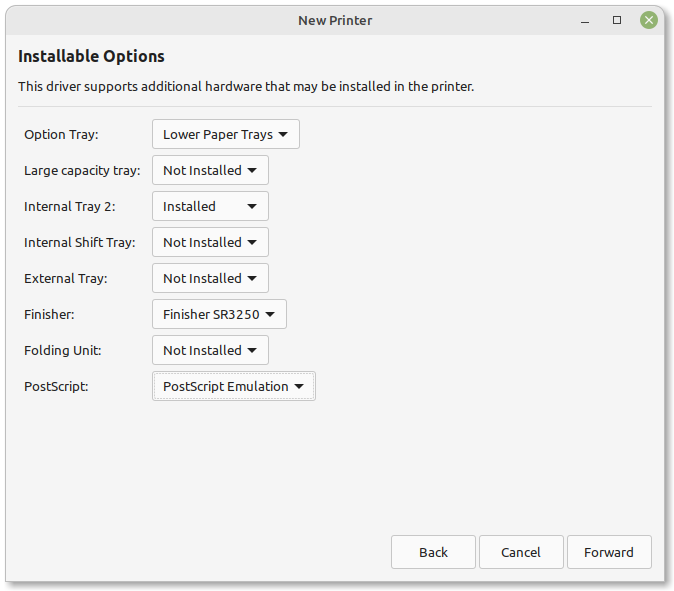 New Printer
Installable Options
This driver supports additional hardware that may be installed in the printer.
Option Tray: Lower Paper Trays
Large capacity tray: Not Installed
Internal Tray 2: Installed
Internal Shift Tray: Not Installed
External Tray: Not Installed
Finisher: Finisher SR3250
Folding Unit: Not Installed
PostScript: PostScript Emulation
Back Cancel Forward